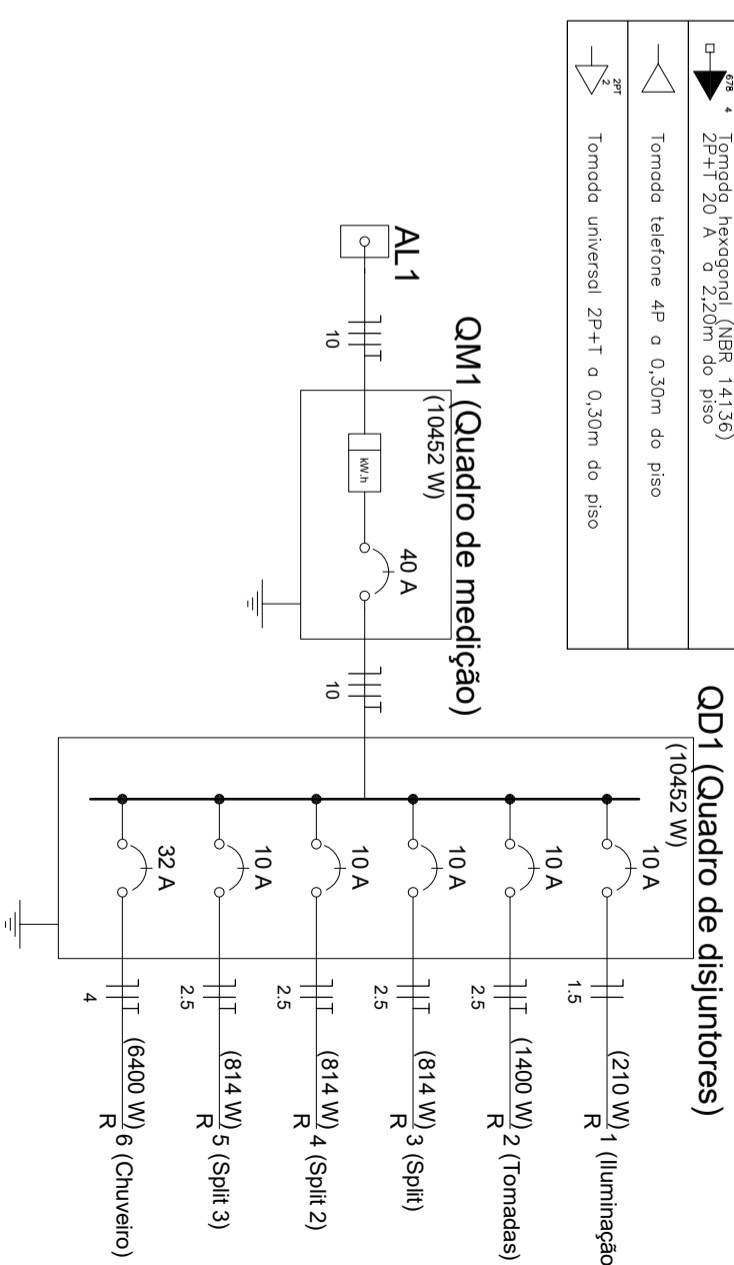 678
4
Tomada hexagonal (NBR 14136)
2P+T 20 A a 2,20m do piso
Tomada telefone 4P a 0,30m do piso
2PT
2
Tomada universal 2P+T a 0,30m do piso
AL1
10
QM1 (Quadro de medição)
(10452 W)
kW.h
40 A
10
QD1 (Quadro de disjuntores)
(10452 W)
10 A
1.5
(210 W)
R
1 (Iluminação
10 A
2.5
(1400 W)
R
2 (Tomadas)
10 A
2.5
(814 W)
R
3 (Split)
10 A
2.5
(814 W)
R
4 (Split 2)
10 A
2.5
(814 W)
R
5 (Split 3)
32 A
4
(6400 W)
R
6 (Chuveiro)